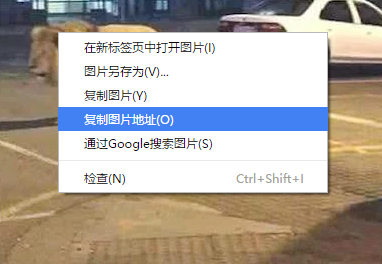 在新标签页中打开图片(I)
图片另存为(V)...
复制图片(Y)
复制图片地址(O)
通过Google搜索图片(S)
检查(N) Ctrl+Shift+I